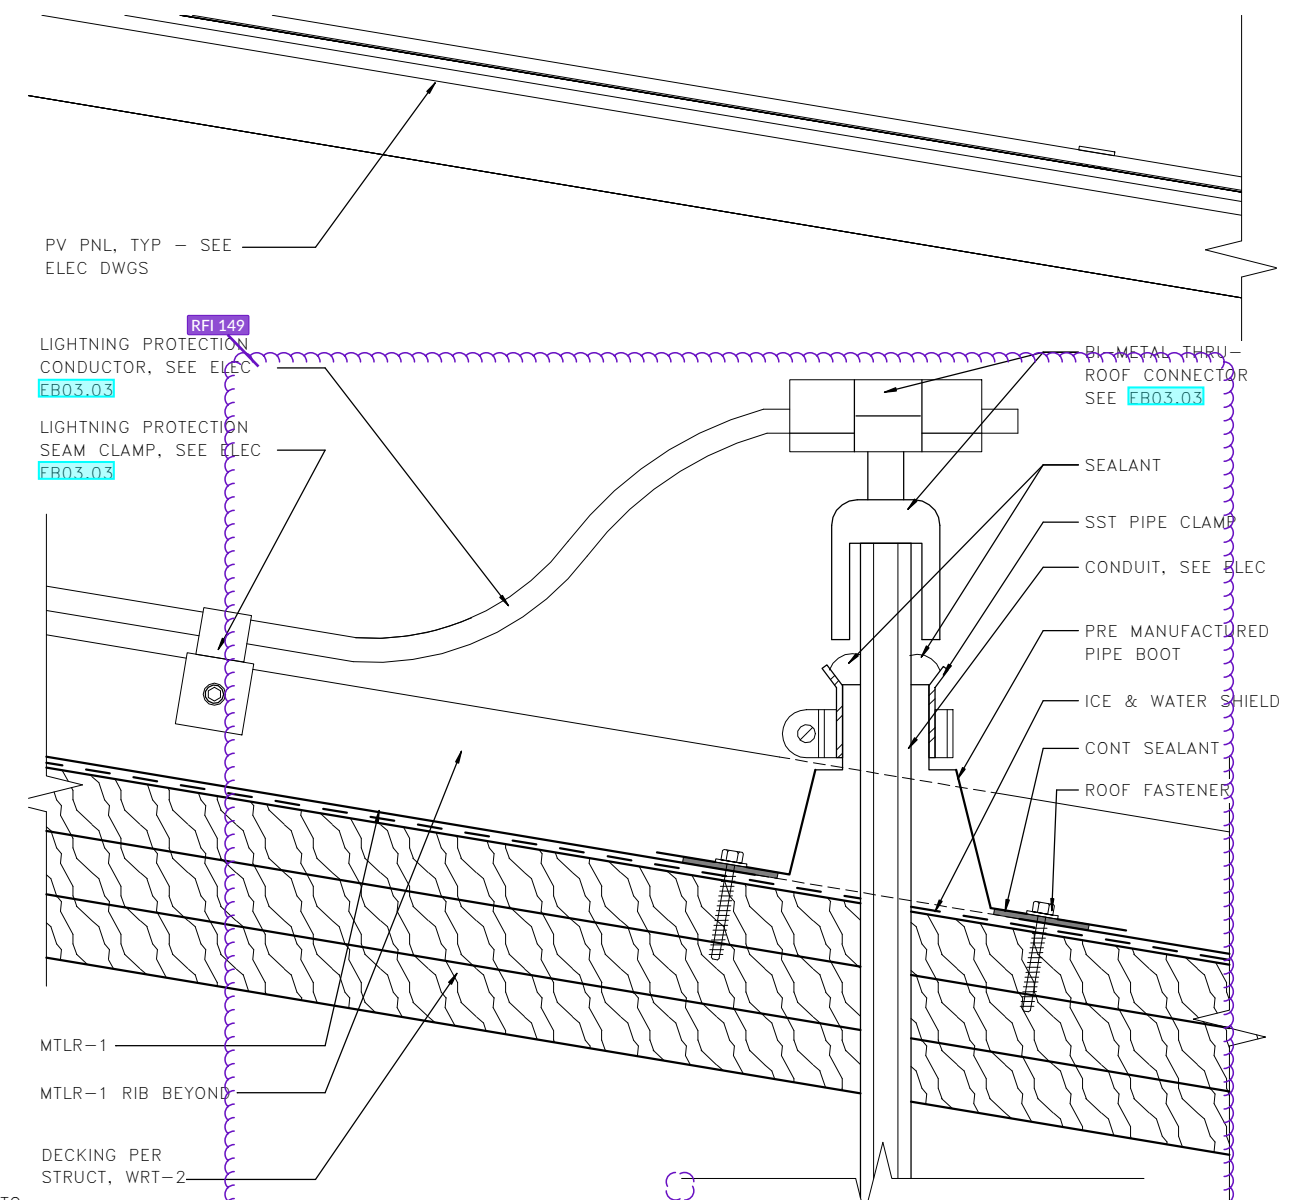 PV PNL, TYP - SEE
ELEC DWGS
RFI 149
LIGHTNING PROTECTION
CONDUCTOR, SEE ELEC
EB03.03
LIGHTNING PROTECTION
SEAM CLAMP, SEE ELEC
EB03.03
BI-METAL THRU-
ROOF CONNECTOR
SEE EB03.03
SEALANT
SST PIPE CLAMP
CONDUIT, SEE ELEC
PRE MANUFACTURED
PIPE BOOT
ICE & WATER SHIELD
CONT SEALANT
ROOF FASTENER
MTLR-1
MTLR-1 RIB BEYOND
DECKING PER
STRUCT, WRT-2